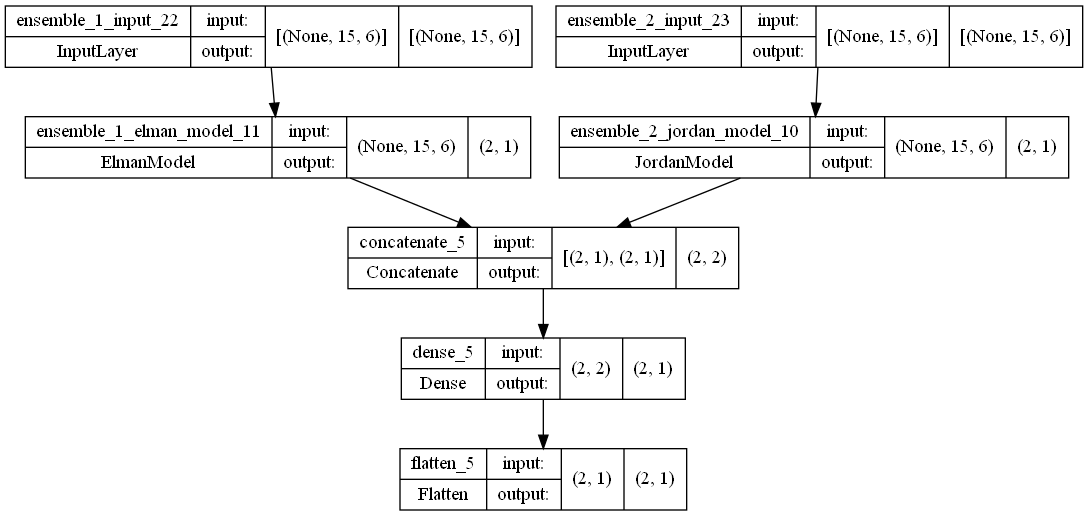 ensemble_1_input_22 input: [(None, 15, 6)] [(None, 15, 6)]
InputLayer output:
ensemble_2_input_23 input: [(None, 15, 6)] [(None, 15, 6)]
InputLayer output:
ensemble_1_elman_model_11 input: (None, 15, 6) (2, 1)
ElmanModel output:
ensemble_2_jordan_model_10 input: (None, 15, 6) (2, 1)
JordanModel output:
concatenate_5 input: [(2, 1), (2, 1)] (2, 2)
Concatenate output:
dense_5 input: (2, 2) (2, 1)
Dense output:
flatten_5 input: (2, 1) (2, 1)
Flatten output: